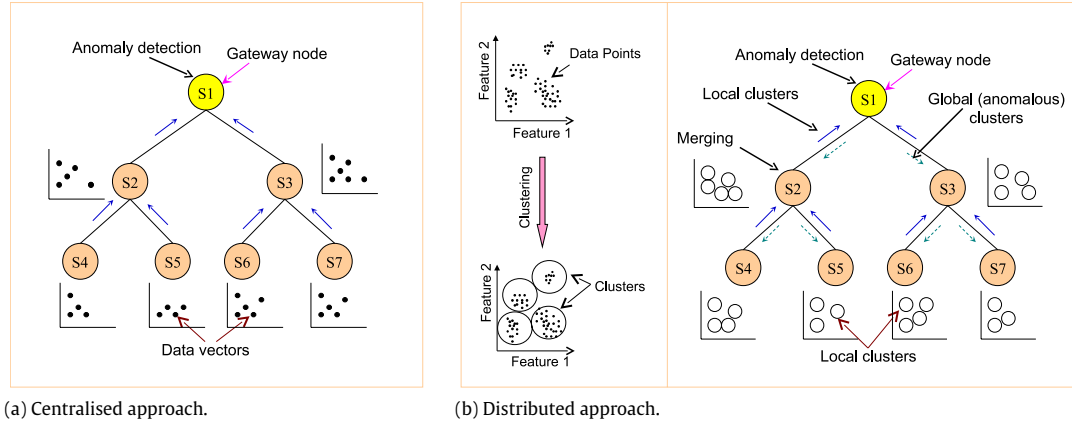 Anomaly detection
Gateway node
S1
S2
S3
S4
S5
S6
S7
Data vectors
(a) Centralised approach.
Feature 2
Data Points
Feature 1
Clustering
Feature 2
Clusters
Feature 1
Anomaly detection
Gateway node
Local clusters
S1
Global (anomalous)
clusters
Merging
S2
S3
S4
S5
S6
S7
Local clusters
(b) Distributed approach.